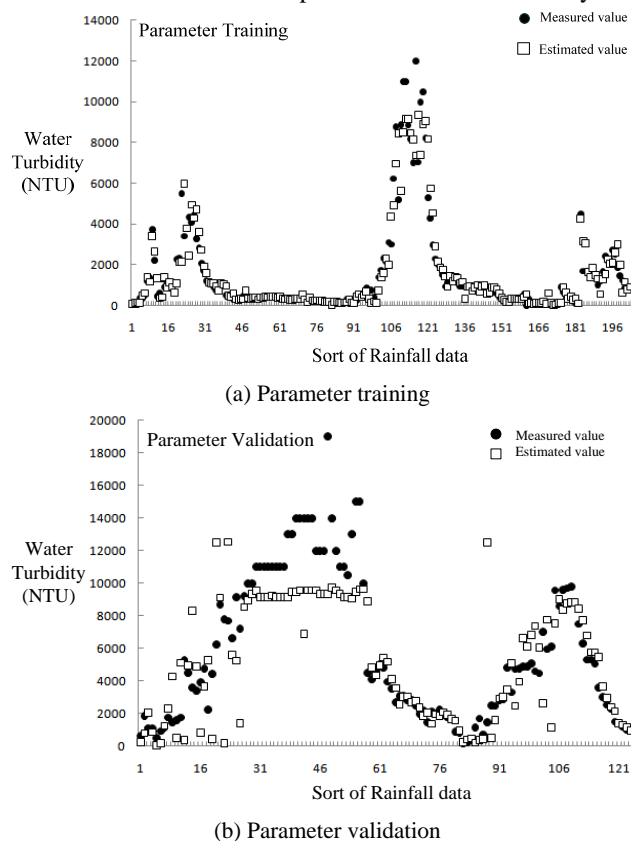 Parameter Training
Measured value
Estimated value
14000
12000
10000
8000
6000
4000
2000
0
Water
Turbidity
(NTU)
1 16 31 46 61 76 91 106 121 136 151 166 181 196
Sort of Rainfall data
(a) Parameter training
Parameter Validation
Measured value
Estimated value
20000
18000
16000
14000
12000
10000
8000
6000
4000
2000
0
Water
Turbidity
(NTU)
1 16 31 46 61 76 91 106 121
Sort of Rainfall data
(b) Parameter validation